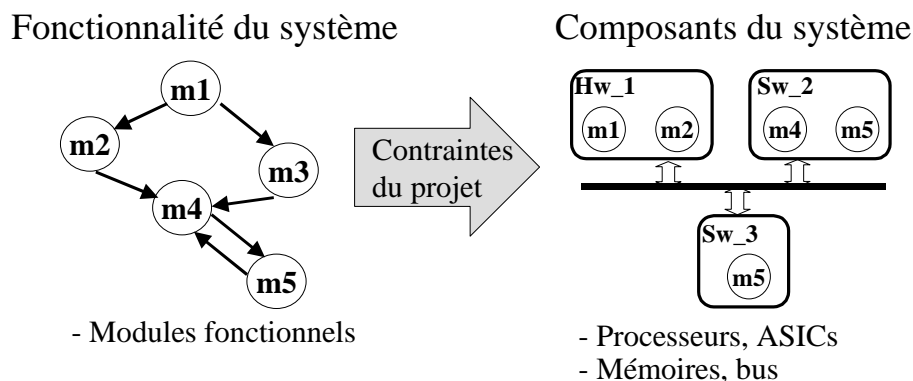 Fonctionnalité du système
m1
m2
m3
m4
m5
- Modules fonctionnels
Contraintes
du projet
Composants du système
Hw_1
m1 m2
Sw_2
m4 m5
Sw_3
m5
- Processeurs, ASICs
- Mémoires, bus